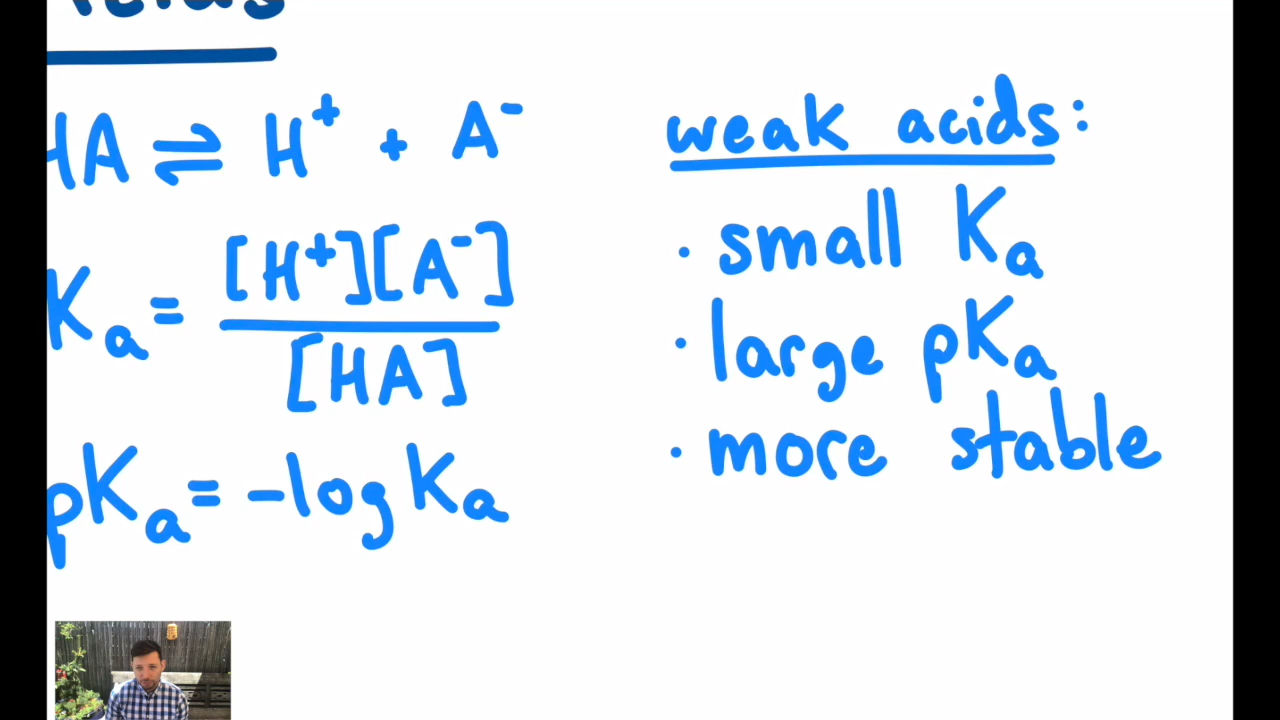 HA ⇌ H⁺ + A⁻
Kₐ = [H⁺][A⁻]
[HA]
pKₐ = -log Kₐ
weak acids:
· small Kₐ
· large pKₐ
· more stable